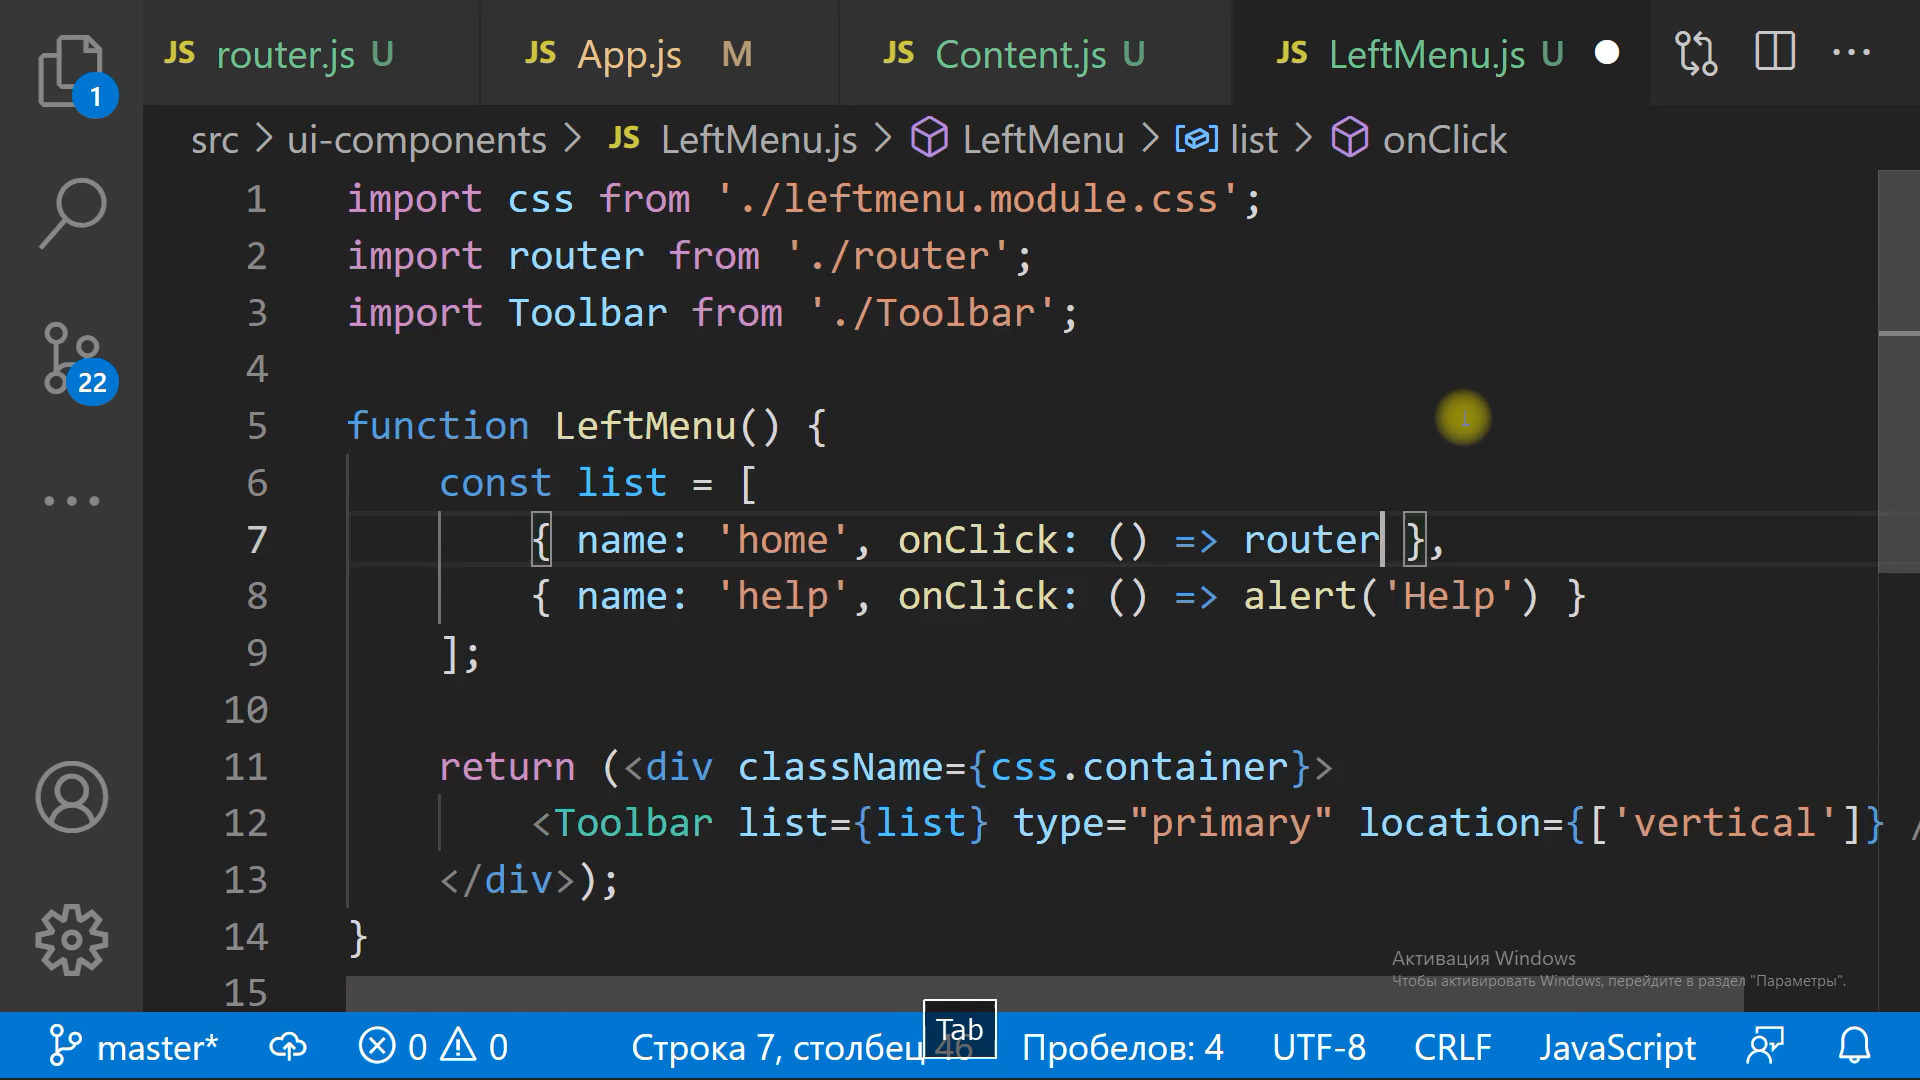 JS router.js U JS App.js M JS Content.js U JS LeftMenu.js U
1
src > ui-components > JS LeftMenu.js > LeftMenu > list > onClick
1 import css from './leftmenu.module.css';
2 import router from './router';
3 import Toolbar from './Toolbar';
4
5 function LeftMenu() {
6 const list = [
7 { name: 'home', onClick: () => router },
8 { name: 'help', onClick: () => alert('Help') }
9 ];
10
11 return (<div className={css.container}>
12 <Toolbar list={list} type="primary" location={['vertical']} /
13 </div>);
14 }
15
22
Активация Windows
Чтобы активировать Windows, перейдите в раздел "Параметры".
Tab
master* 0 0 Строка 7, столбец 46 Пробелов: 4 UTF-8 CRLF JavaScript